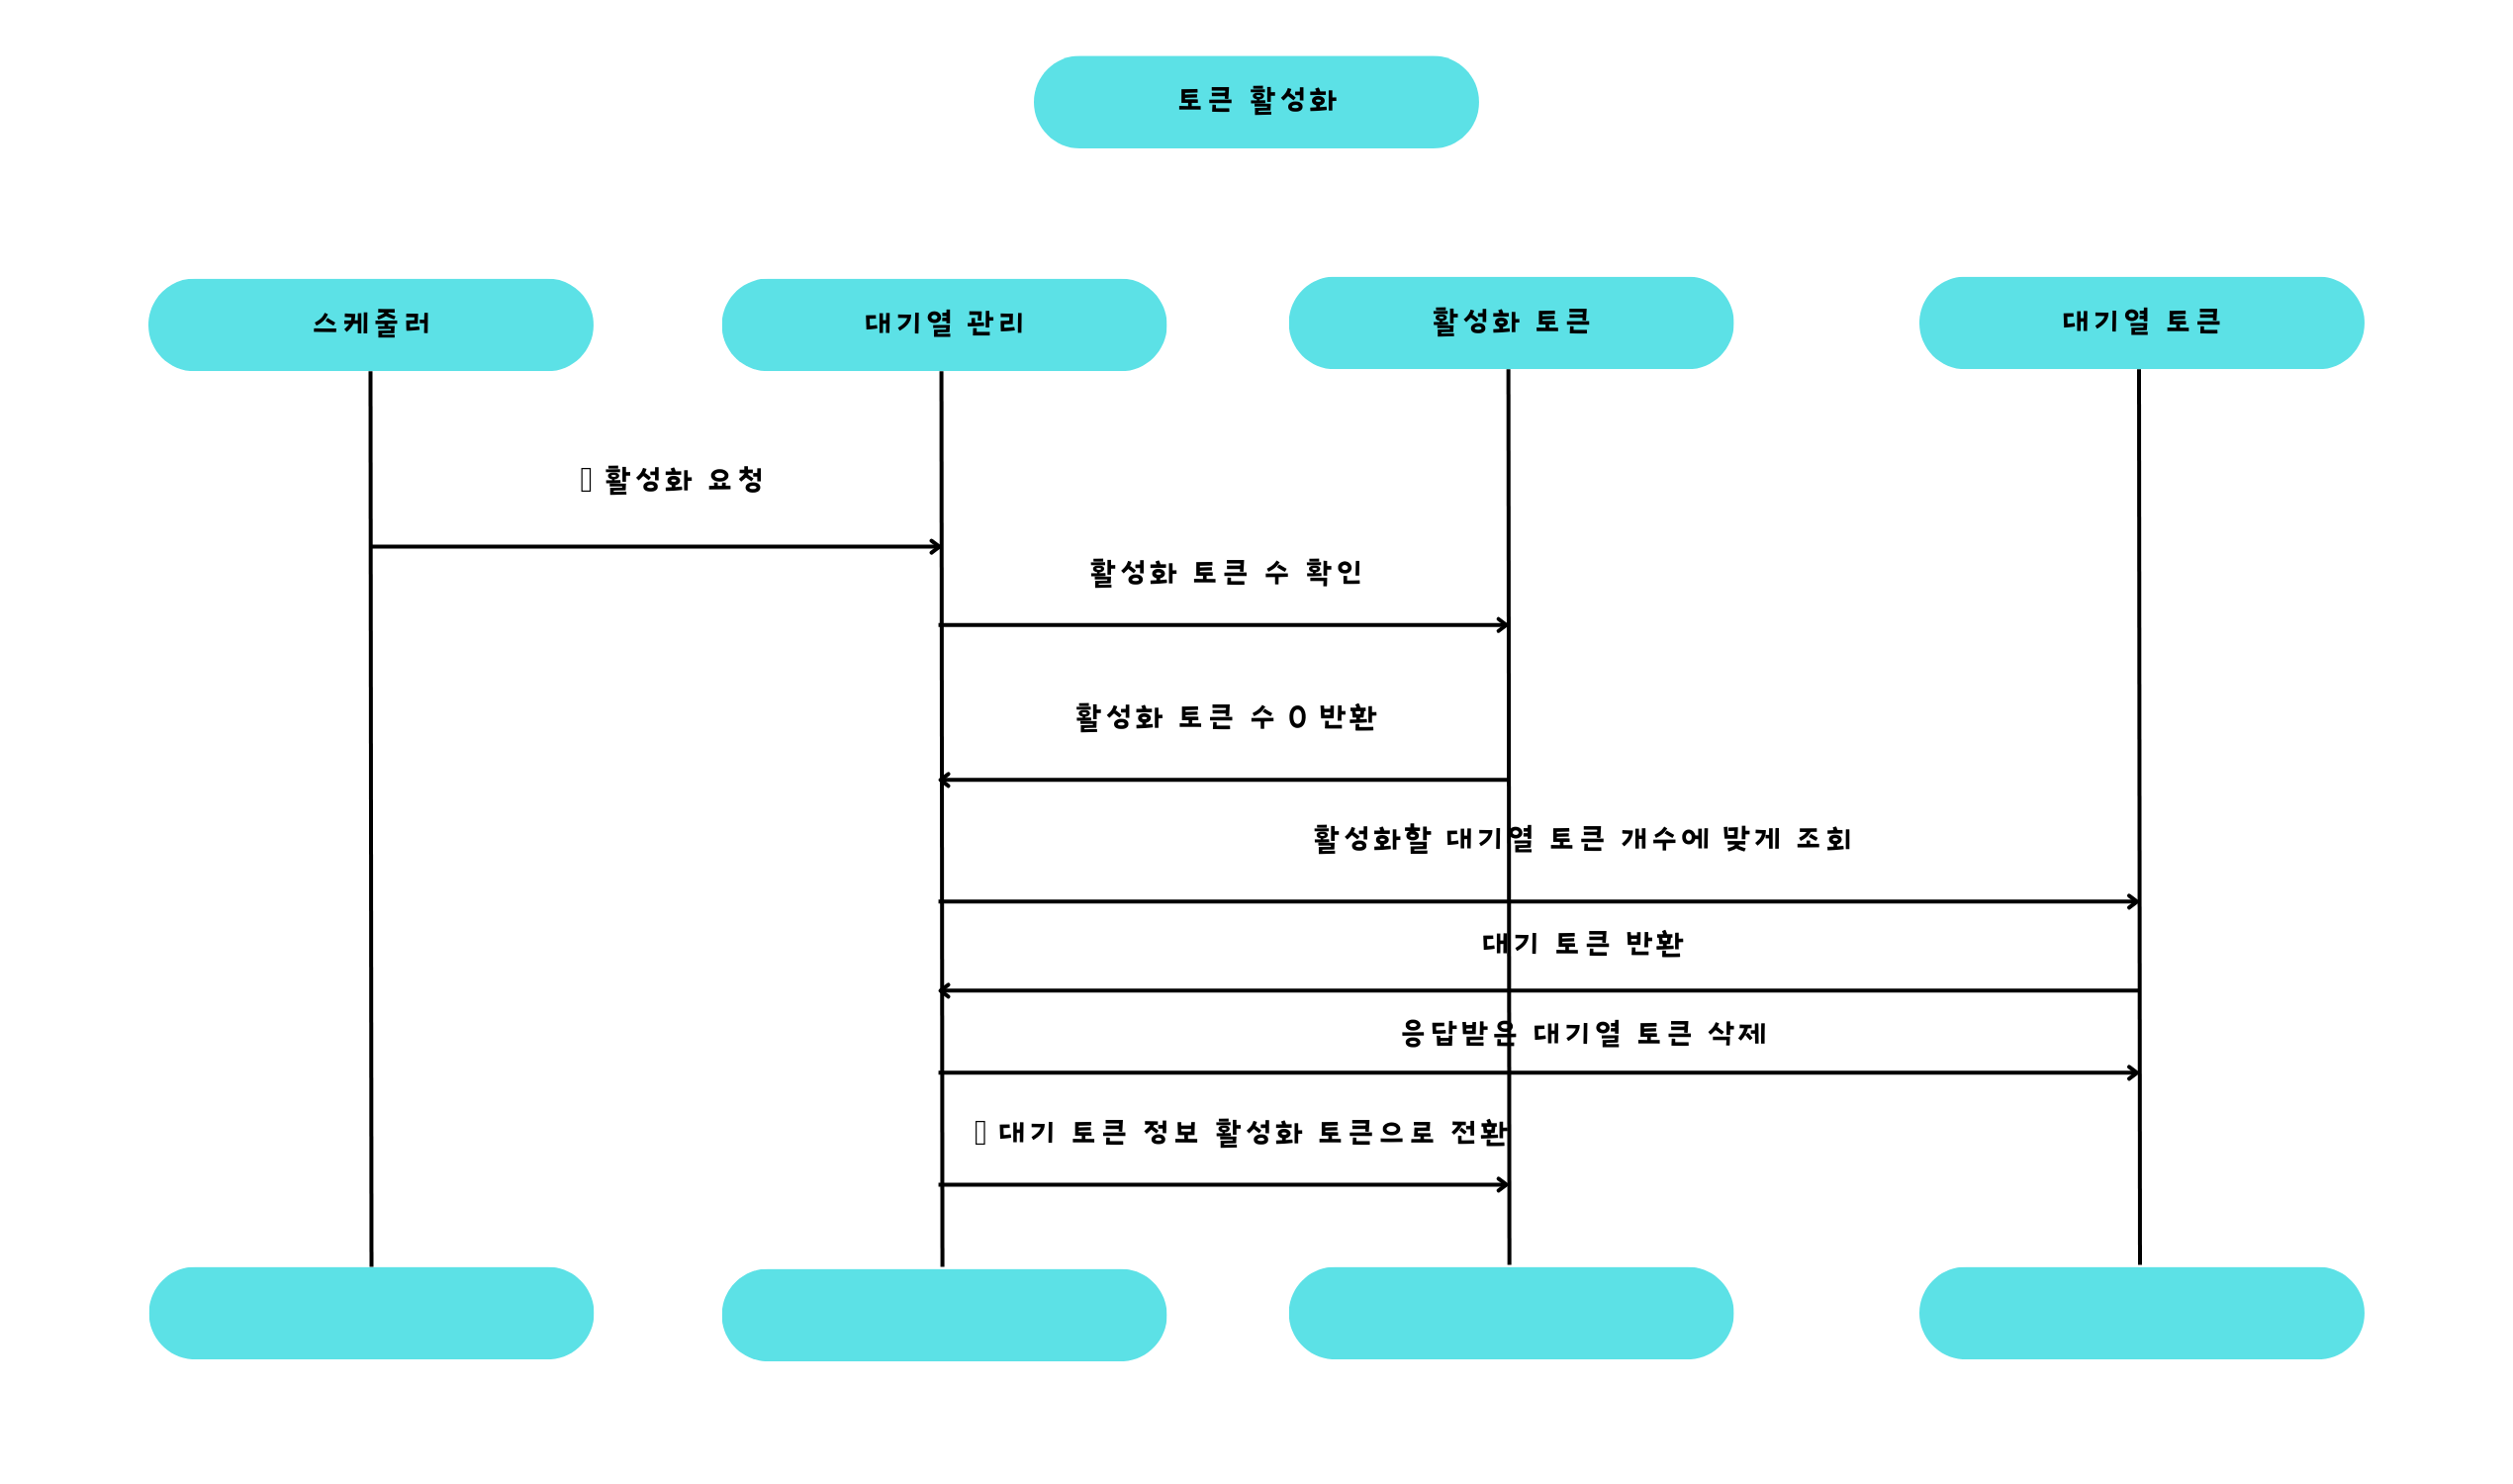 토큰 활성화
스케줄러
대기열 관리
활성화 토큰
대기열 토큰
활성화 요청
활성화 토큰 수 확인
활성화 토큰 수 0 반환
활성화할 대기열 토큰 개수에 맞게 조회
대기 토큰 반환
응답받은 대기열 토큰 삭제
대기 토큰 정보 활성화 토큰으로 전환